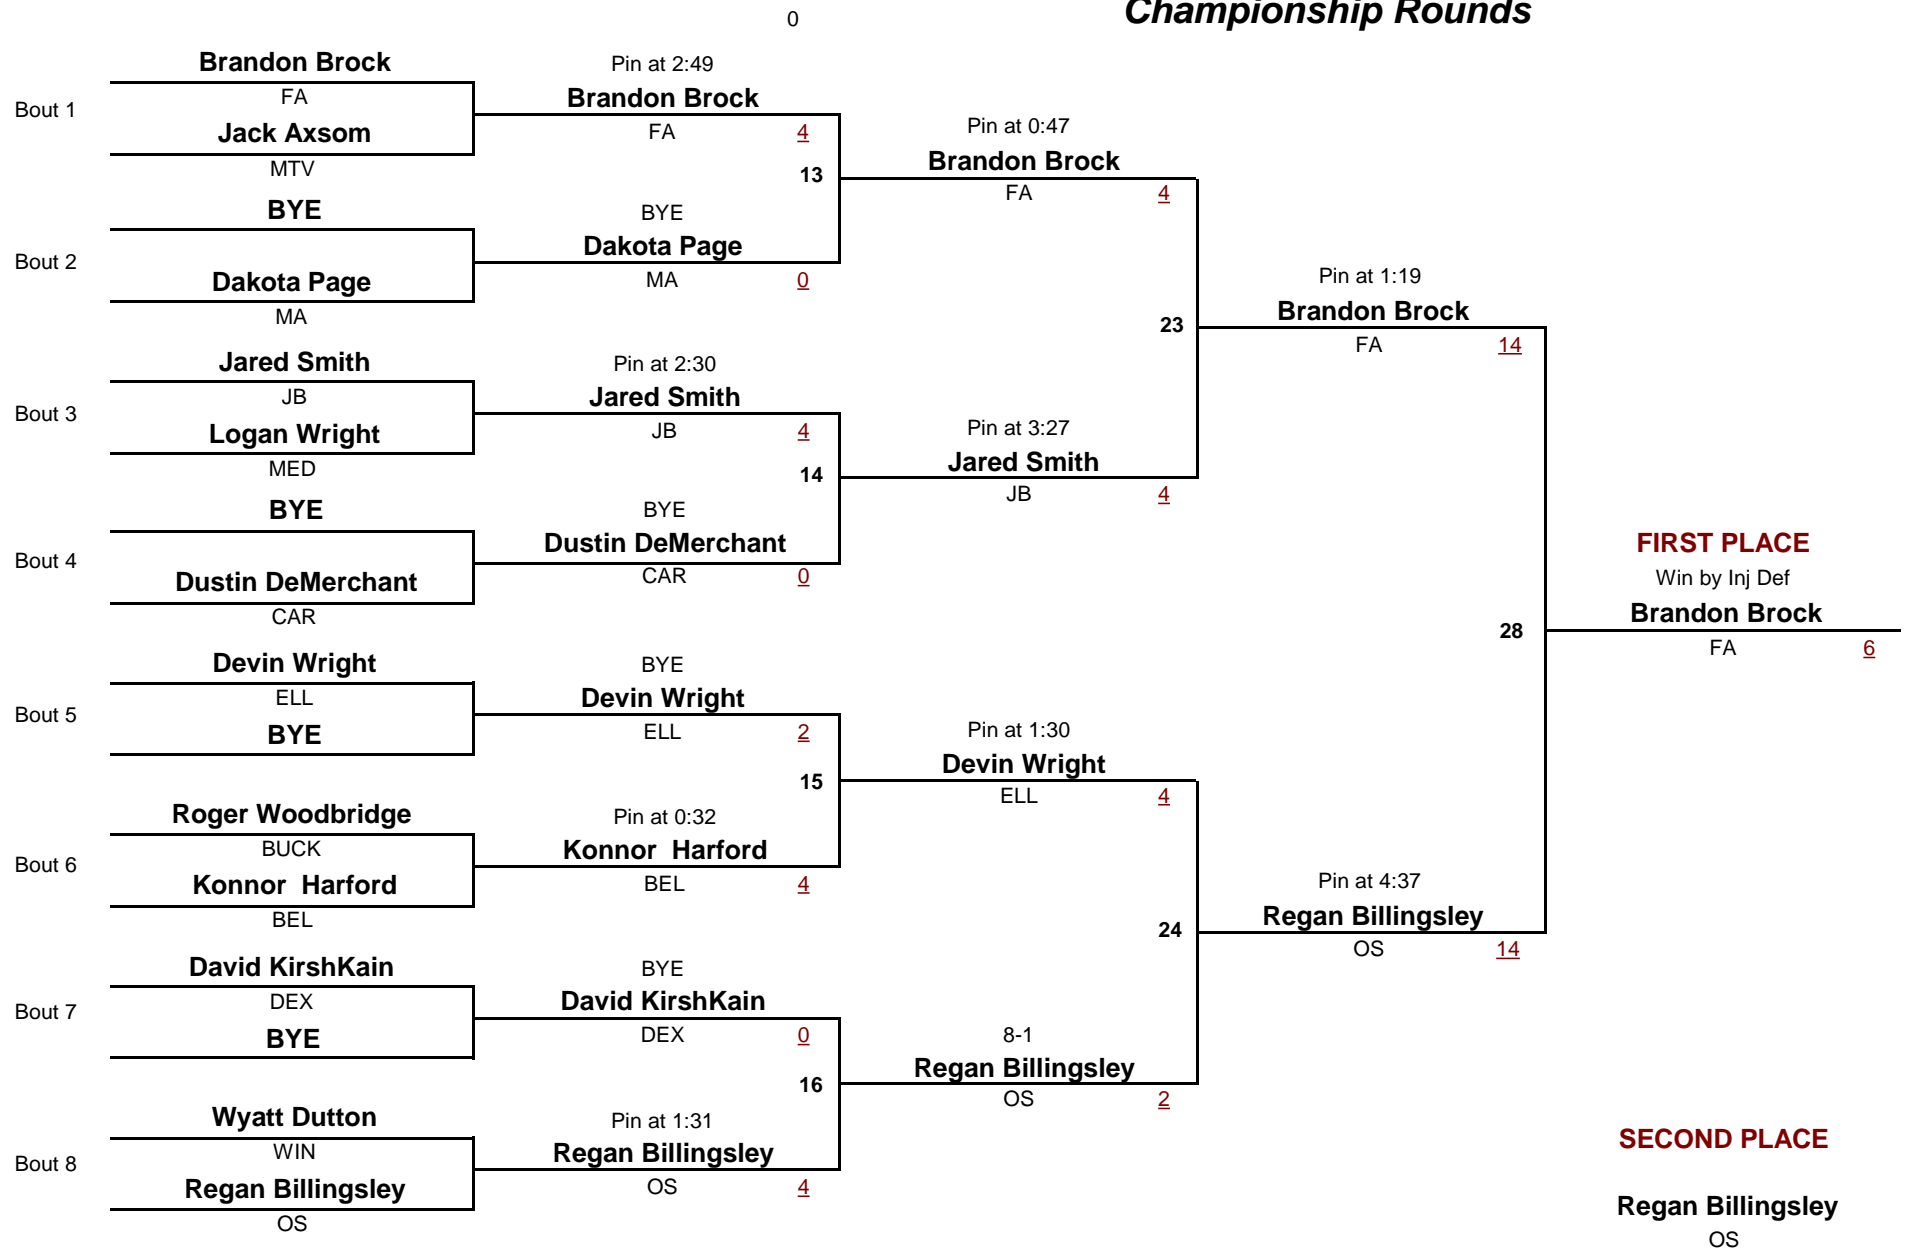 Championship Rounds
0
Brandon Brock
FA
Bout 1
Jack Axsom
MTV
BYE
Bout 2
Dakota Page
MA
Jared Smith
JB
Bout 3
Logan Wright
MED
BYE
Bout 4
Dustin DeMerchant
CAR
Devin Wright
ELL
Bout 5
BYE
Roger Woodbridge
BUCK
Bout 6
Konnor  Harford
BEL
David KirshKain
DEX
Bout 7
BYE
Wyatt Dutton
WIN
Bout 8
Regan Billingsley
OS
Pin at 2:49
Brandon Brock
FA 4
13
BYE
Dakota Page
MA 0
Pin at 2:30
Jared Smith
JB 4
14
BYE
Dustin DeMerchant
CAR 0
BYE
Devin Wright
ELL 2
15
Pin at 0:32
Konnor  Harford
BEL 4
BYE
David KirshKain
DEX 0
16
Pin at 1:31
Regan Billingsley
OS 4
Pin at 0:47
Brandon Brock
FA 4
23
Pin at 3:27
Jared Smith
JB 4
Pin at 1:30
Devin Wright
ELL 4
24
8-1
Regan Billingsley
OS 2
Pin at 1:19
Brandon Brock
FA 14
28
Pin at 4:37
Regan Billingsley
OS 14
FIRST PLACE
Win by Inj Def
Brandon Brock
FA 6
SECOND PLACE
Regan Billingsley
OS